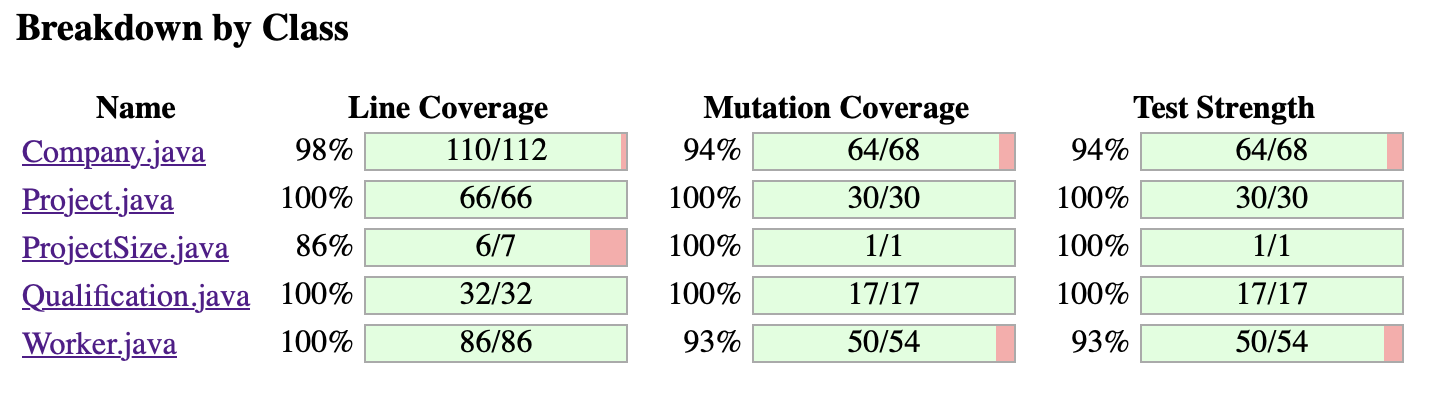 Breakdown by Class
Name Line Coverage Mutation Coverage Test Strength
Company.java 98% 110/112 94% 64/68 94% 64/68
Project.java 100% 66/66 100% 30/30 100% 30/30
ProjectSize.java 86% 6/7 100% 1/1 100% 1/1
Qualification.java 100% 32/32 100% 17/17 100% 17/17
Worker.java 100% 86/86 93% 50/54 93% 50/54